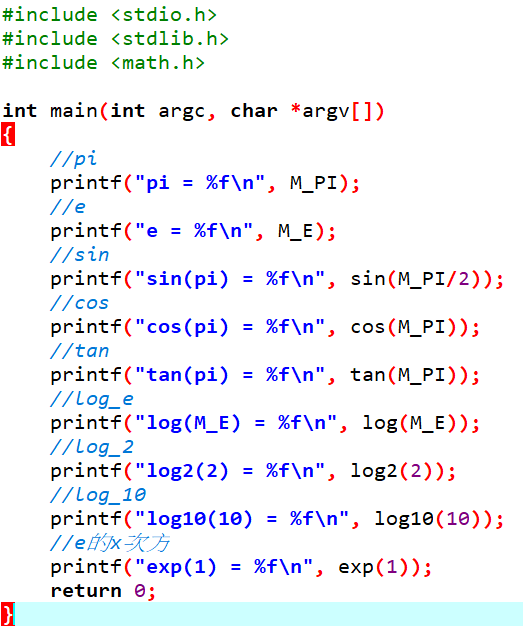 #include <stdio.h>
#include <stdlib.h>
#include <math.h>
int main(int argc, char *argv[])
{
    //pi
    printf("pi = %f\n", M_PI);
    //e
    printf("e = %f\n", M_E);
    //sin
    printf("sin(pi) = %f\n", sin(M_PI/2));
    //cos
    printf("cos(pi) = %f\n", cos(M_PI));
    //tan
    printf("tan(pi) = %f\n", tan(M_PI));
    //log_e
    printf("log(M_E) = %f\n", log(M_E));
    //log_2
    printf("log2(2) = %f\n", log2(2));
    //log_10
    printf("log10(10) = %f\n", log10(10));
    //e的x次方
    printf("exp(1) = %f\n", exp(1));
    return 0;
}